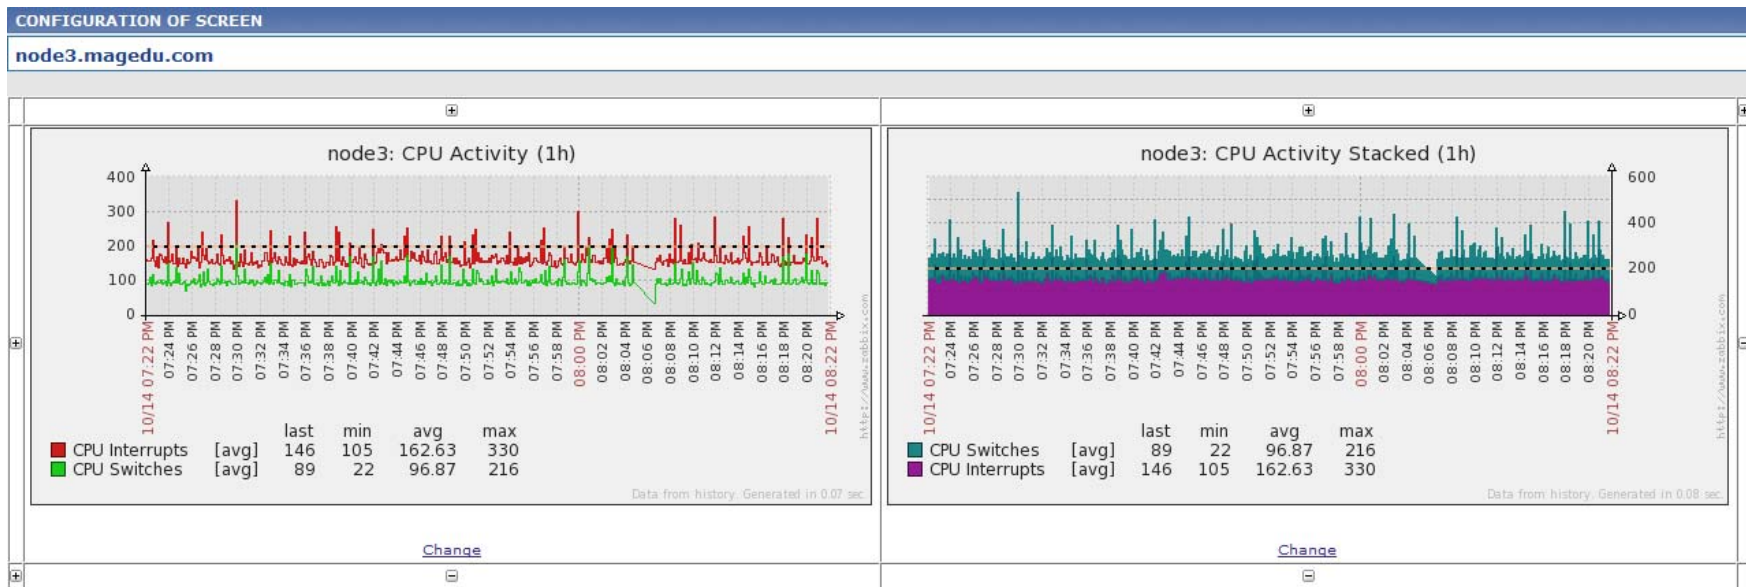 CONFIGURATION OF SCREEN
node3.magedu.com
node3: CPU Activity (1h)
400
300
200
100
0
10/14 07:22 PM
07:24 PM
07:26 PM
07:28 PM
07:30 PM
07:32 PM
07:34 PM
07:36 PM
07:38 PM
07:40 PM
07:42 PM
07:44 PM
07:46 PM
07:48 PM
07:50 PM
07:52 PM
07:54 PM
07:56 PM
07:58 PM
08:00 PM
08:02 PM
08:04 PM
08:06 PM
08:08 PM
08:10 PM
08:12 PM
08:14 PM
08:16 PM
08:18 PM
08:20 PM
10/14 08:22 PM
http://www.zabbix.com
last min avg max
CPU Interrupts [avg] 146 105 162.63 330
CPU Switches [avg] 89 22 96.87 216
Data from history. Generated in 0.07 sec.
Change
node3: CPU Activity Stacked (1h)
600
400
200
0
10/14 07:22 PM
07:24 PM
07:26 PM
07:28 PM
07:30 PM
07:32 PM
07:34 PM
07:36 PM
07:38 PM
07:40 PM
07:42 PM
07:44 PM
07:46 PM
07:48 PM
07:50 PM
07:52 PM
07:54 PM
07:56 PM
07:58 PM
08:00 PM
08:02 PM
08:04 PM
08:06 PM
08:08 PM
08:10 PM
08:12 PM
08:14 PM
08:16 PM
08:18 PM
08:20 PM
10/14 08:22 PM
http://www.zabbix.com
last min avg max
CPU Switches [avg] 89 22 96.87 216
CPU Interrupts [avg] 146 105 162.63 330
Data from history. Generated in 0.08 sec.
Change